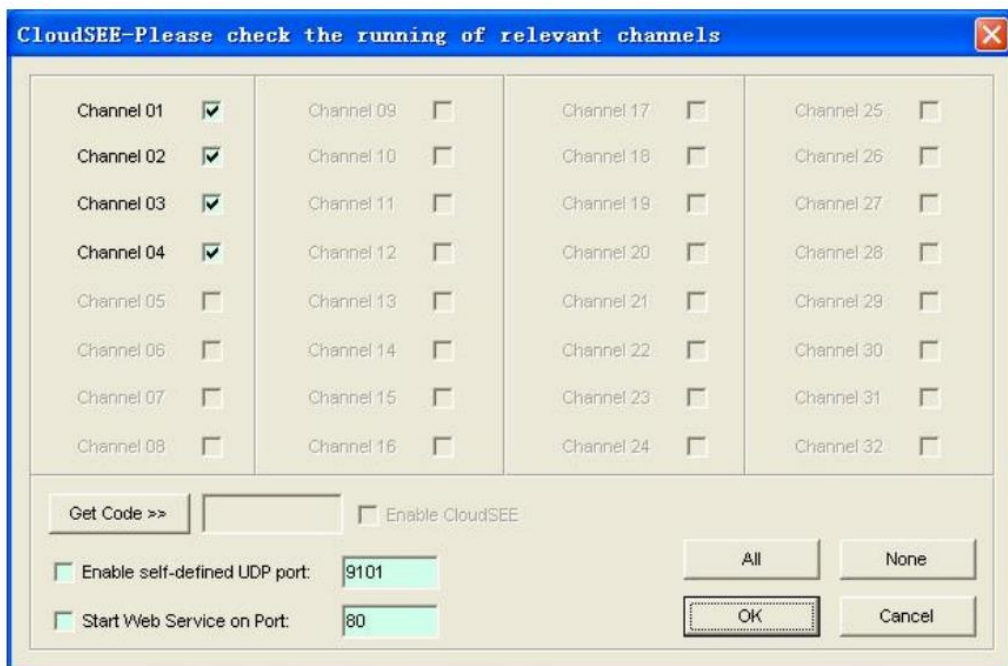 CloudSEE-Please check the running of relevant channels
Channel 01 Channel 09 Channel 17 Channel 25
Channel 02 Channel 10 Channel 18 Channel 26
Channel 03 Channel 11 Channel 19 Channel 27
Channel 04 Channel 12 Channel 20 Channel 28
Channel 05 Channel 13 Channel 21 Channel 29
Channel 06 Channel 14 Channel 22 Channel 30
Channel 07 Channel 15 Channel 23 Channel 31
Channel 08 Channel 16 Channel 24 Channel 32
Get Code >> Enable CloudSEE
Enable self-defined UDP port: 9101
Start Web Service on Port: 80
All None
OK Cancel